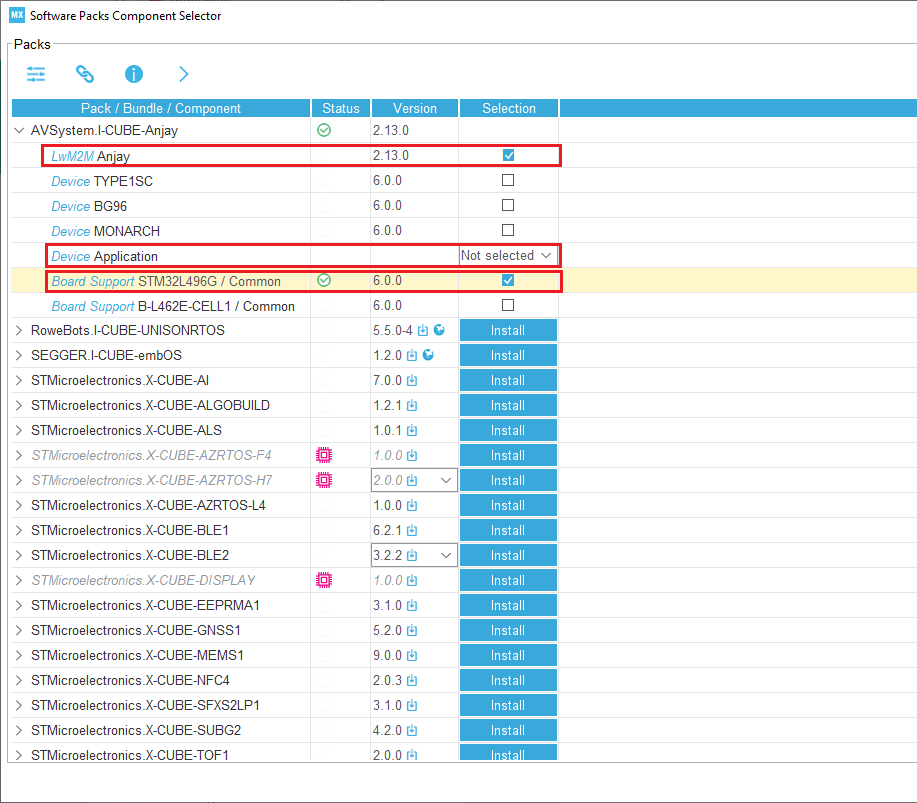 MX Software Packs Component Selector
Packs
Pack / Bundle / Component Status Version Selection
AVSystem.I-CUBE-Anjay 2.13.0
LwM2M Anjay 2.13.0
Device TYPE1SC 6.0.0
Device BG96 6.0.0
Device MONARCH 6.0.0
Device Application Not selected
Board Support STM32L496G / Common 6.0.0
Board Support B-L462E-CELL1 / Common 6.0.0
RoweBots.I-CUBE-UNISONRTOS 5.5.0-4 Install
SEGGER.I-CUBE-embOS 1.2.0 Install
STMicroelectronics.X-CUBE-AI 7.0.0 Install
STMicroelectronics.X-CUBE-ALGOBUILD 1.2.1 Install
STMicroelectronics.X-CUBE-ALS 1.0.1 Install
STMicroelectronics.X-CUBE-AZRTOS-F4 1.0.0 Install
STMicroelectronics.X-CUBE-AZRTOS-H7 2.0.0 Install
STMicroelectronics.X-CUBE-AZRTOS-L4 1.0.0 Install
STMicroelectronics.X-CUBE-BLE1 6.2.1 Install
STMicroelectronics.X-CUBE-BLE2 3.2.2 Install
STMicroelectronics.X-CUBE-DISPLAY 1.0.0 Install
STMicroelectronics.X-CUBE-EEPRMA1 3.1.0 Install
STMicroelectronics.X-CUBE-GNSS1 5.2.0 Install
STMicroelectronics.X-CUBE-MEMS1 9.0.0 Install
STMicroelectronics.X-CUBE-NFC4 2.0.3 Install
STMicroelectronics.X-CUBE-SFXS2LP1 3.1.0 Install
STMicroelectronics.X-CUBE-SUBG2 4.2.0 Install
STMicroelectronics.X-CUBE-TOF1 2.0.0 Install